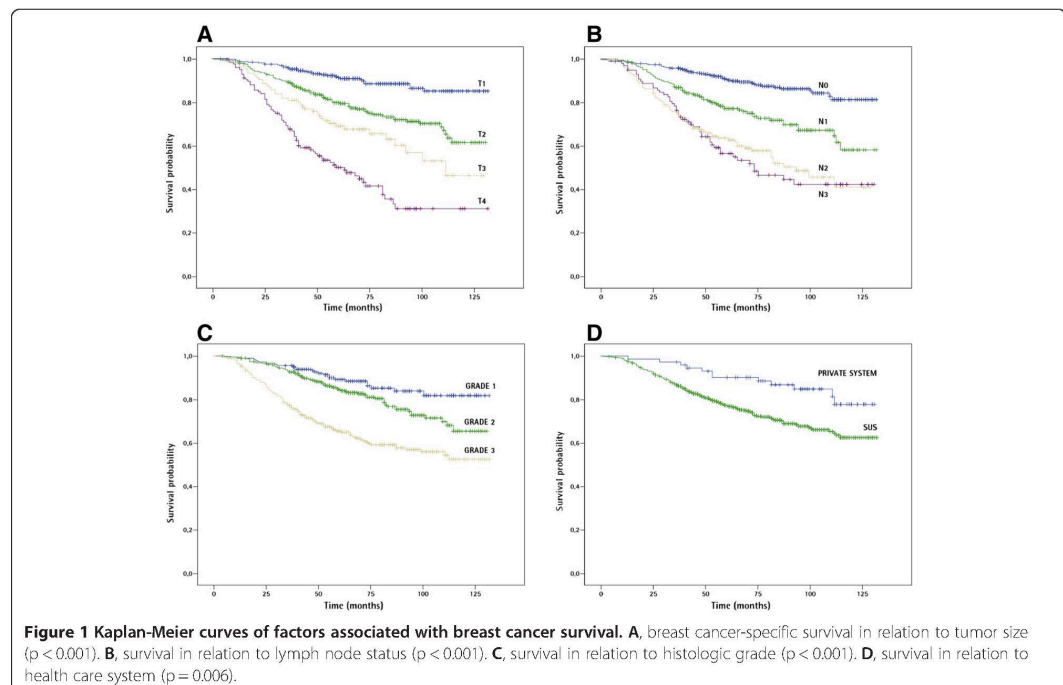 A
1,0
0,8
0,6
0,4
0,2
0,0
Survival probability
T1
T2
T3
T4
0 25 50 75 100 125
Time (months)
B
1,0
0,8
0,6
0,4
0,2
0,0
Survival probability
N0
N1
N2
N3
0 25 50 75 100 125
Time (months)
C
1,0
0,8
0,6
0,4
0,2
0,0
Survival probability
GRADE 1
GRADE 2
GRADE 3
0 25 50 75 100 125
Time (months)
D
1,0
0,8
0,6
0,4
0,2
0,0
Survival probability
PRIVATE SYSTEM
SUS
0 25 50 75 100 125
Time (months)
Figure 1 Kaplan-Meier curves of factors associated with breast cancer survival. A, breast cancer-specific survival in relation to tumor size
(p < 0.001). B, survival in relation to lymph node status (p < 0.001). C, survival in relation to histologic grade (p < 0.001). D, survival in relation to
health care system (p = 0.006).